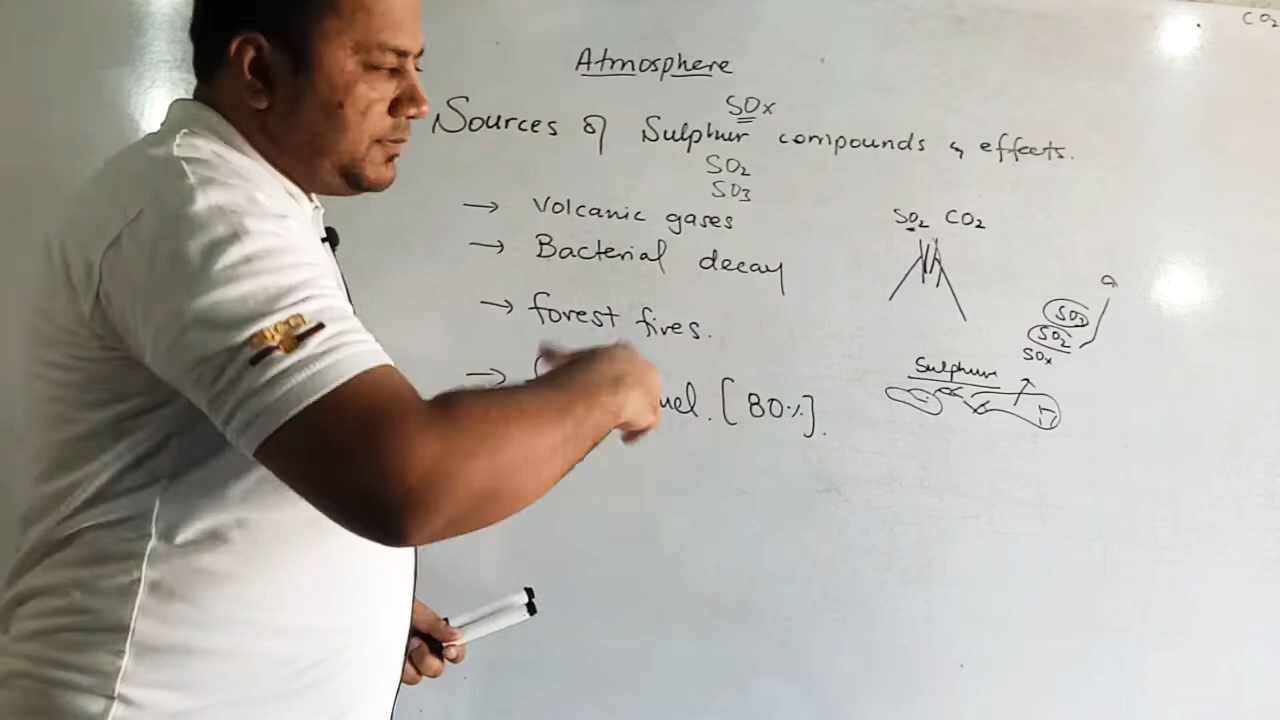 CO2
Atmosphere
SOx
Sources of Sulphur compounds & effects.
SO2
SO3
→ Volcanic gases
→ Bacterial decay
→ forest fires.
→ [80%].
SO2 CO2
SO3
SO2
SOx
Sulphur